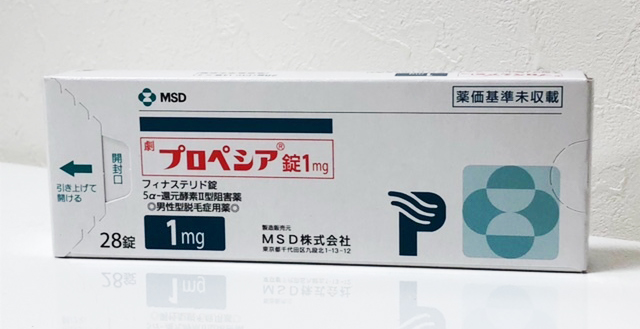 MSD
薬価基準未収載
劇 プロペシア® 錠1mg
開封口
引き上げて
開ける
フィナステリド錠
5α-還元酵素Ⅱ型阻害薬
◎男性型脱毛症用薬◎
28錠
1mg
製造販売元
MSD株式会社
東京都千代田区九段北1-13-12